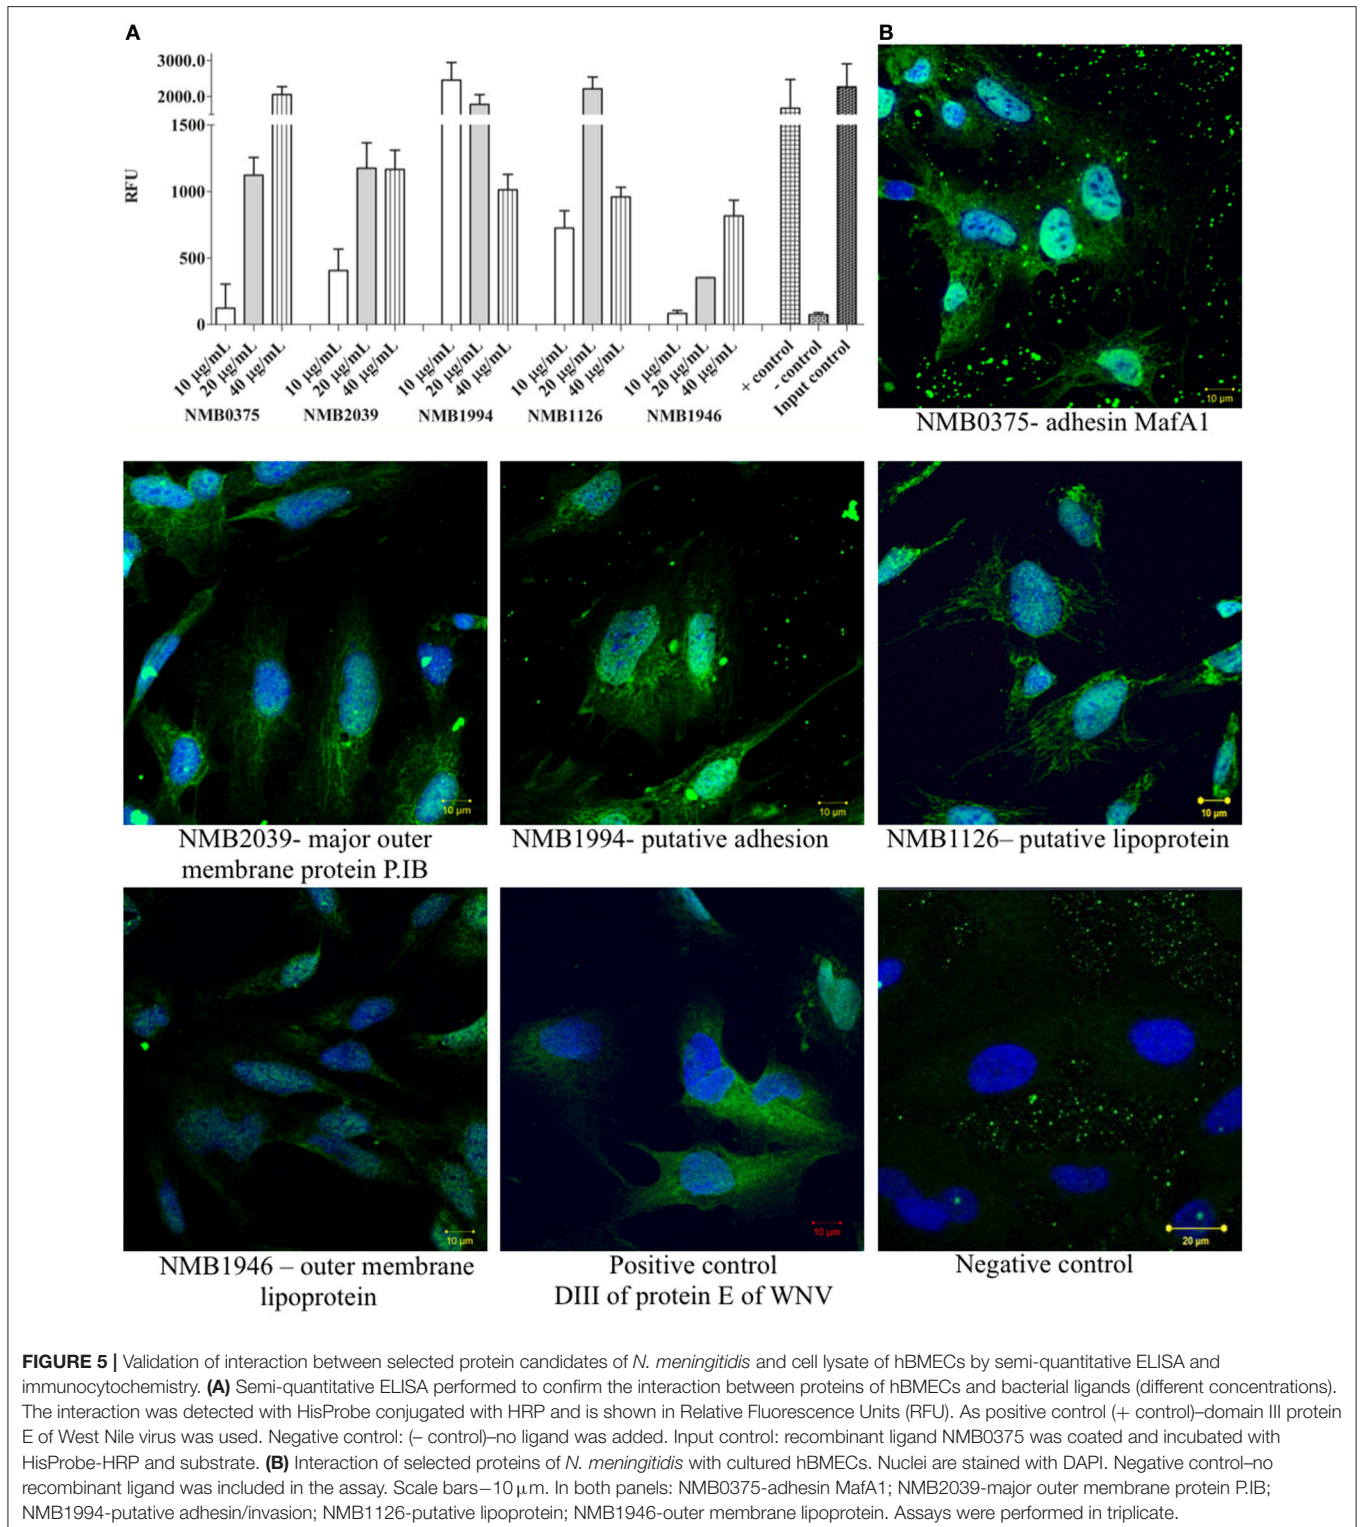 A
B
3000.0
2000.0
1500
1000
500
0
RFU
10 µg/mL
20 µg/mL
40 µg/mL
10 µg/mL
20 µg/mL
40 µg/mL
10 µg/mL
20 µg/mL
40 µg/mL
10 µg/mL
20 µg/mL
40 µg/mL
10 µg/mL
20 µg/mL
40 µg/mL
+ control
- control
Input control
NMB0375
NMB2039
NMB1994
NMB1126
NMB1946
10 µm
NMB0375- adhesin MafA1
10 µm
10 µm
10 µm
NMB2039- major outer
membrane protein P.IB
NMB1994- putative adhesion
NMB1126– putative lipoprotein
10 µm
10 µm
20 µm
NMB1946 – outer membrane
lipoprotein
Positive control
DIII of protein E of WNV
Negative control
FIGURE 5 | Validation of interaction between selected protein candidates of N. meningitidis and cell lysate of hBMECs by semi-quantitative ELISA and
immunocytochemistry. (A) Semi-quantitative ELISA performed to confirm the interaction between proteins of hBMECs and bacterial ligands (different concentrations).
The interaction was detected with HisProbe conjugated with HRP and is shown in Relative Fluorescence Units (RFU). As positive control (+ control)–domain III protein
E of West Nile virus was used. Negative control: (– control)–no ligand was added. Input control: recombinant ligand NMB0375 was coated and incubated with
HisProbe-HRP and substrate. (B) Interaction of selected proteins of N. meningitidis with cultured hBMECs. Nuclei are stained with DAPI. Negative control–no
recombinant ligand was included in the assay. Scale bars–10 µm. In both panels: NMB0375-adhesin MafA1; NMB2039-major outer membrane protein P.IB;
NMB1994-putative adhesion/invasion; NMB1126-putative lipoprotein; NMB1946-outer membrane lipoprotein. Assays were performed in triplicate.